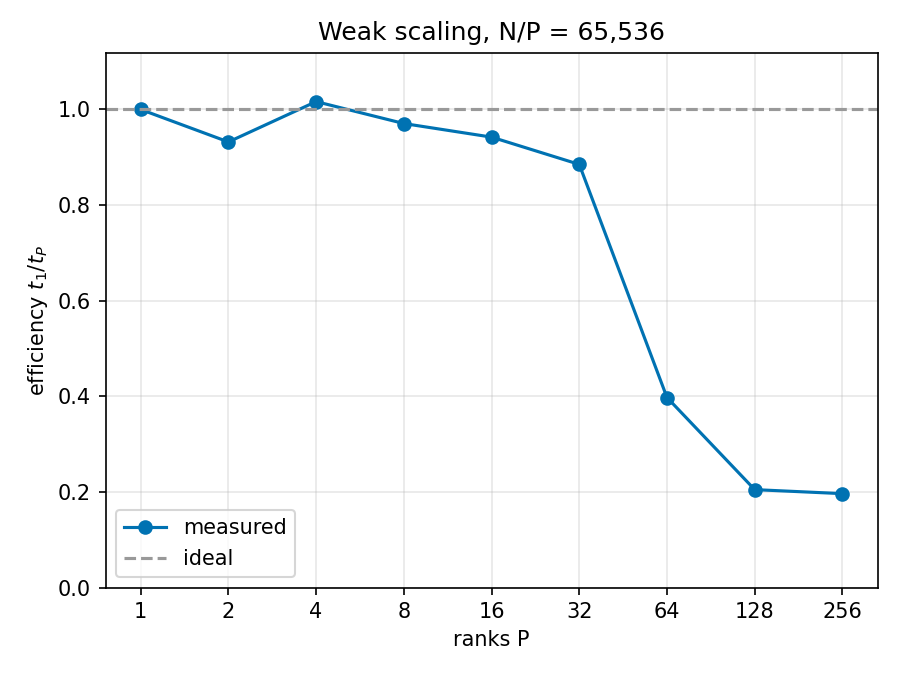 Weak scaling, N/P = 65,536
efficiency t₁/t_P
1.0
0.8
0.6
0.4
0.2
0.0
measured
ideal
1 2 4 8 16 32 64 128 256
ranks P